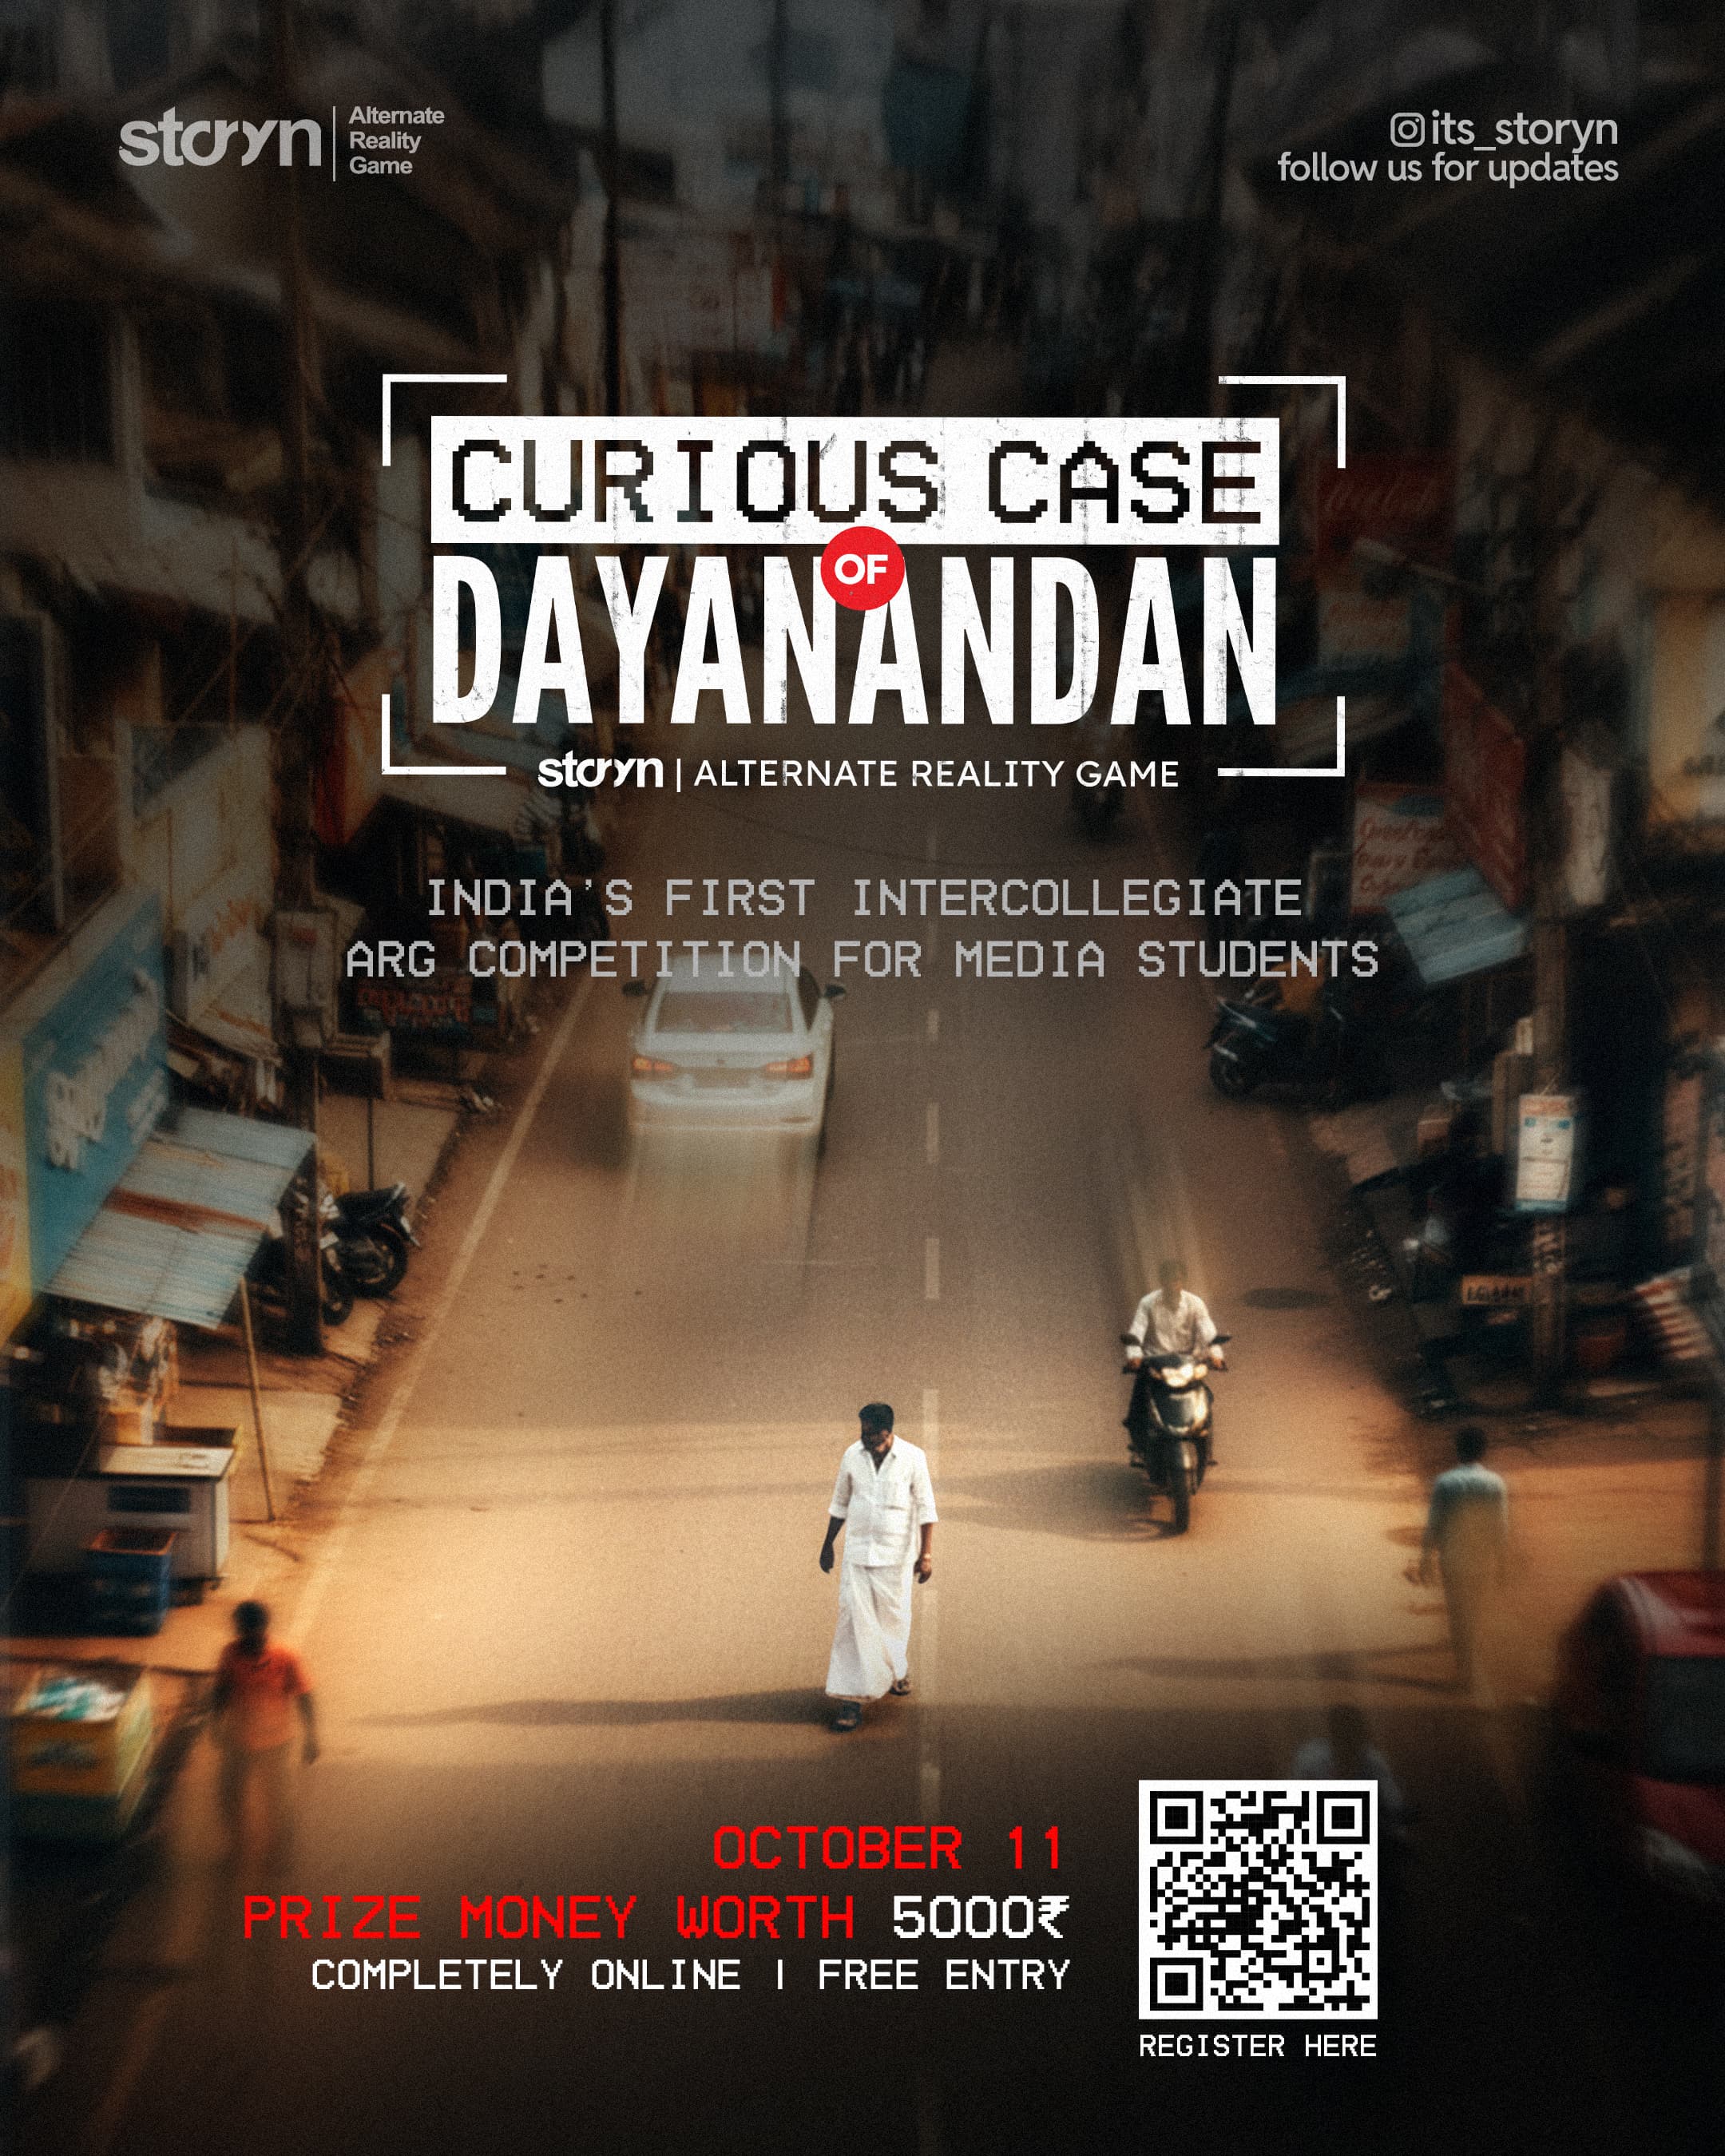 storyn | Alternate
Reality
Game
its_storyn
follow us for updates
CURIOUS CASE
OF
DAYANANDAN
storyn | ALTERNATE REALITY GAME
INDIA'S FIRST INTERCOLLEGIATE
ARG COMPETITION FOR MEDIA STUDENTS
OCTOBER 11
PRIZE MONEY WORTH 5000₹
COMPLETELY ONLINE | FREE ENTRY
REGISTER HERE